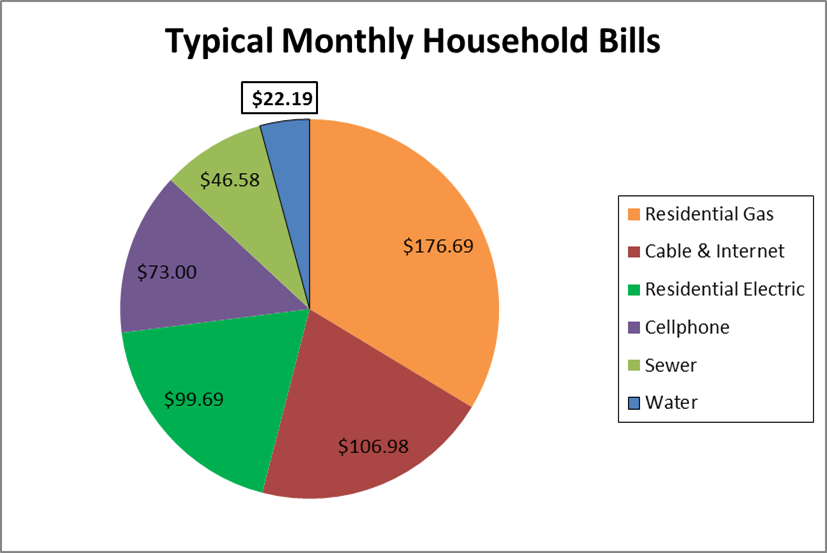 Typical Monthly Household Bills
$22.19
$46.58
$176.69
$73.00
$99.69
$106.98
Residential Gas
Cable & Internet
Residential Electric
Cellphone
Sewer
Water